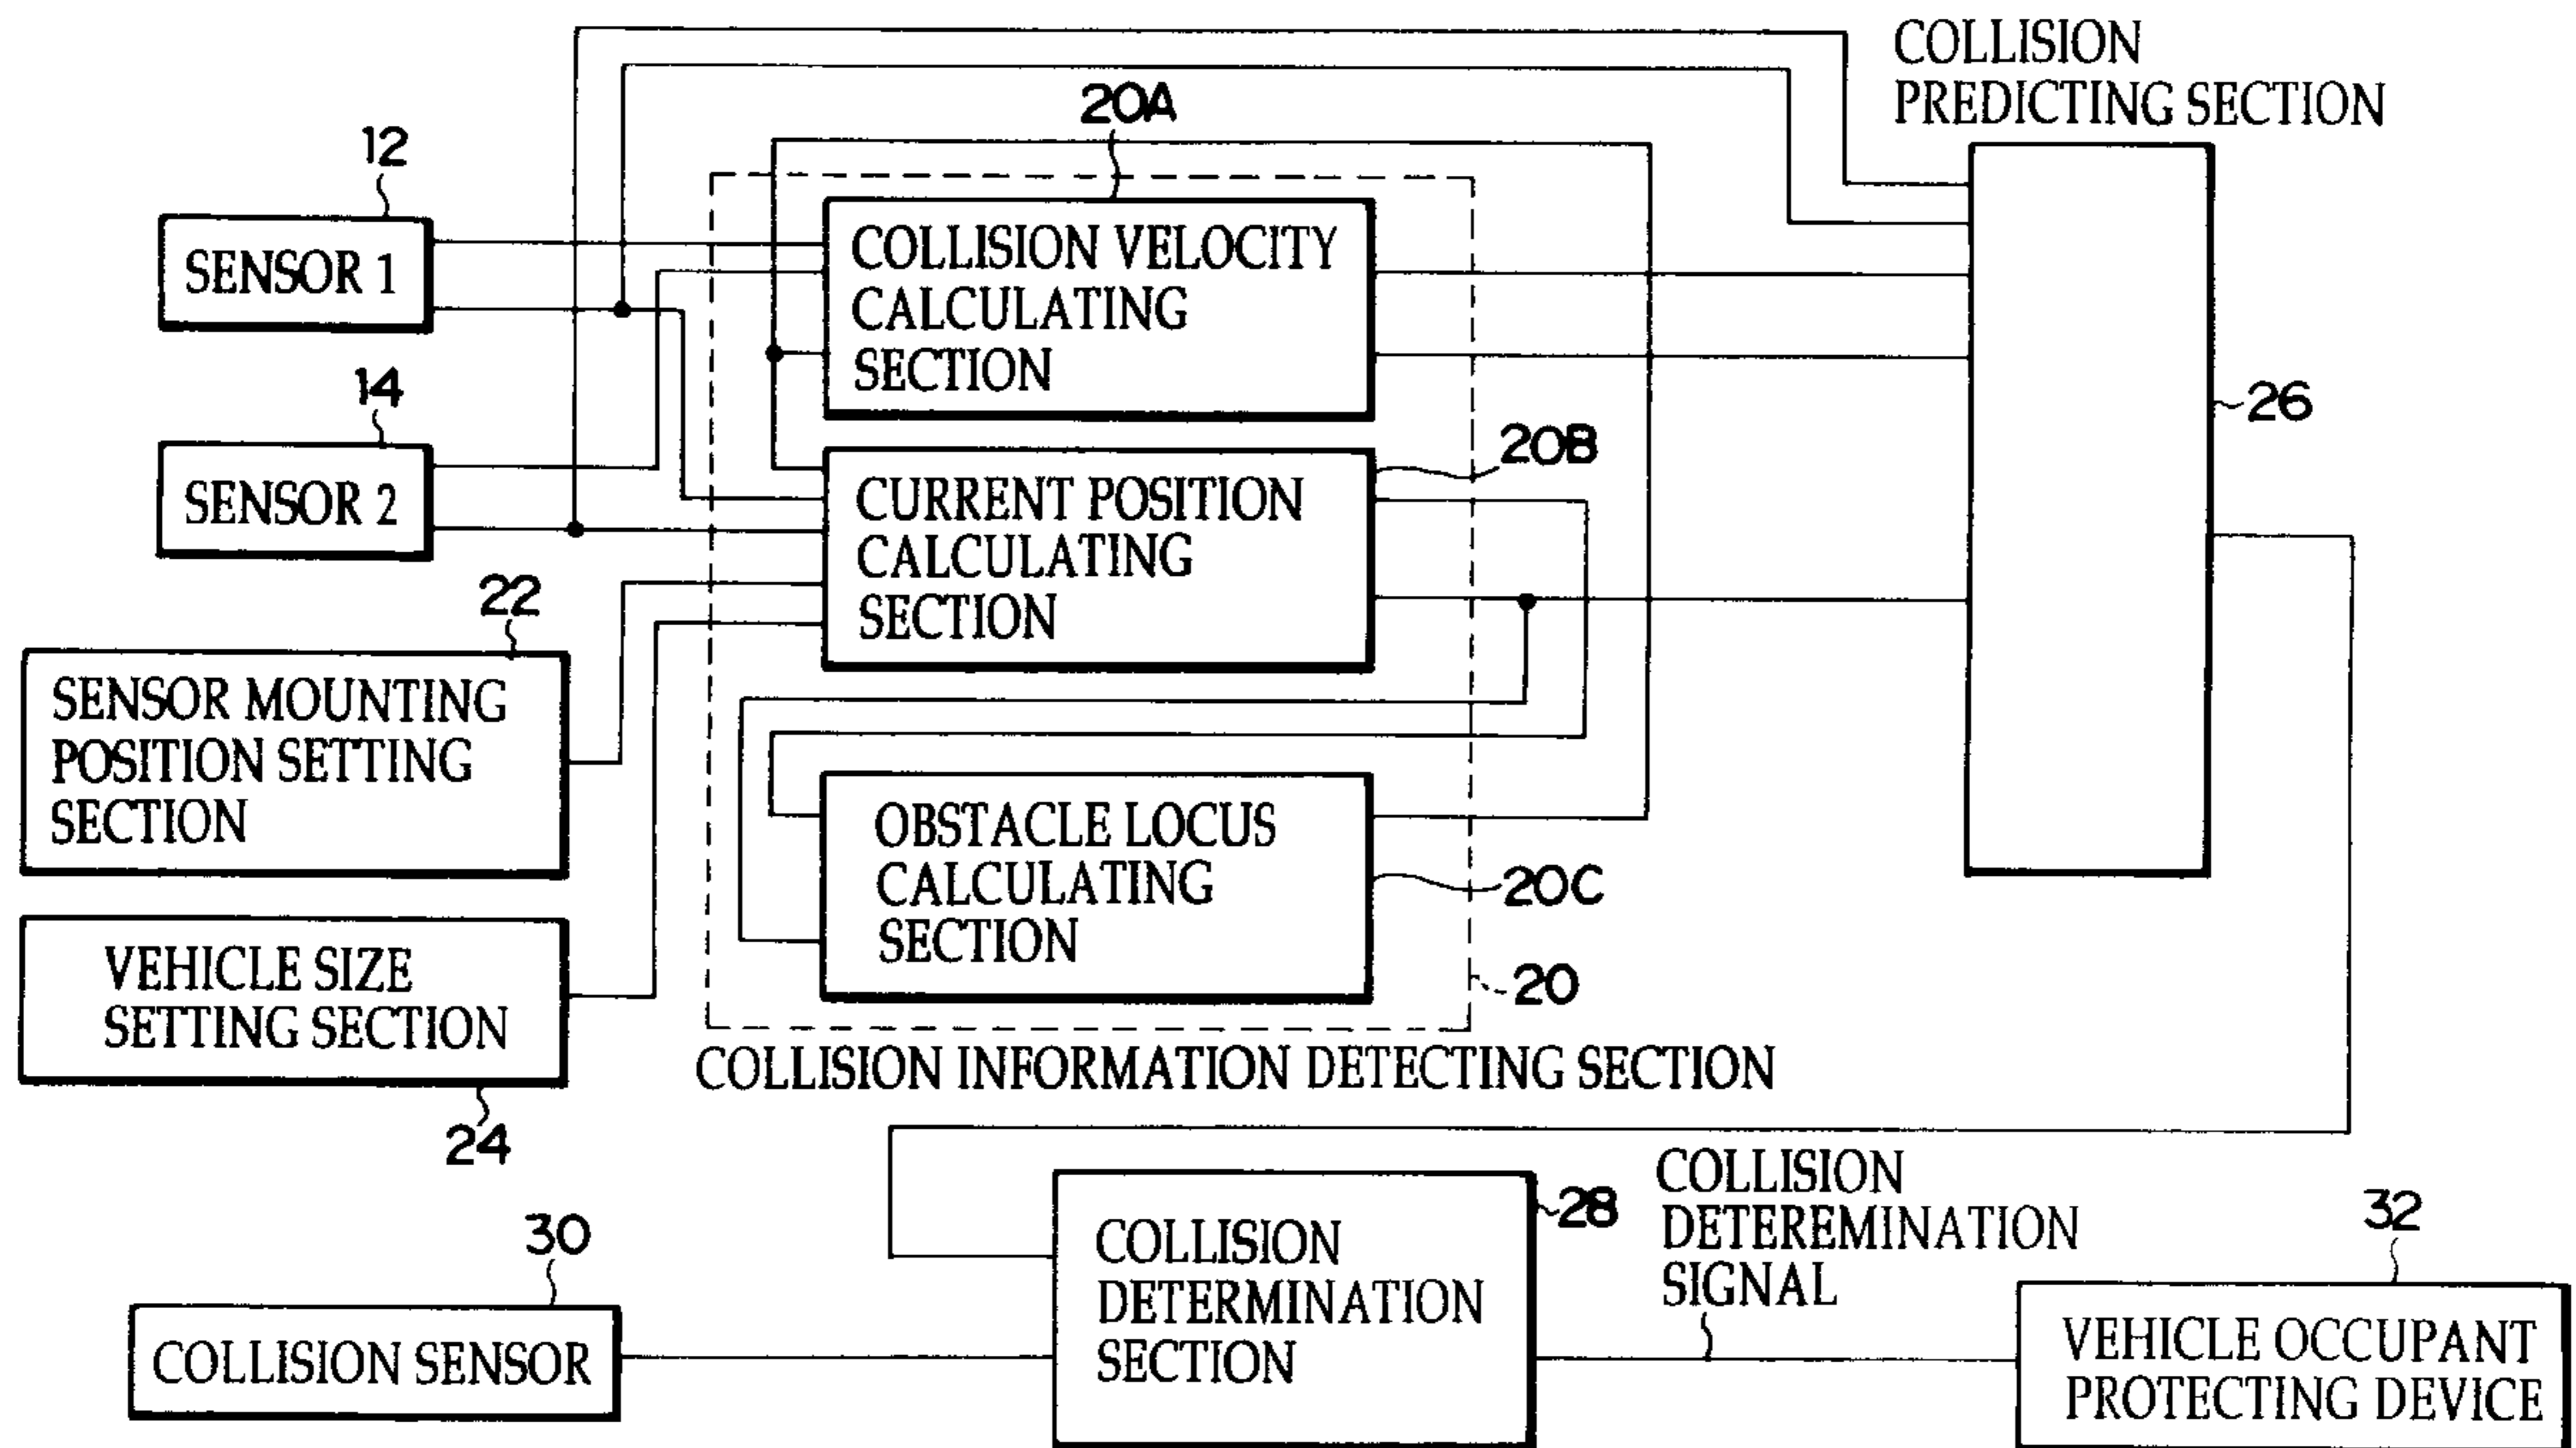 COLLISION
PREDICTING SECTION
20A
12
SENSOR 1
COLLISION VELOCITY
CALCULATING
SECTION
14
26
20B
SENSOR 2
CURRENT POSITION
CALCULATING
SECTION
22
SENSOR MOUNTING
POSITION SETTING
SECTION
OBSTACLE LOCUS
CALCULATING
SECTION
20C
VEHICLE SIZE
SETTING SECTION
20
COLLISION INFORMATION DETECTING SECTION
24
COLLISION
DETEREMINATION
SIGNAL
28
32
30
COLLISION
DETERMINATION
SECTION
COLLISION SENSOR
VEHICLE OCCUPANT
PROTECTING DEVICE